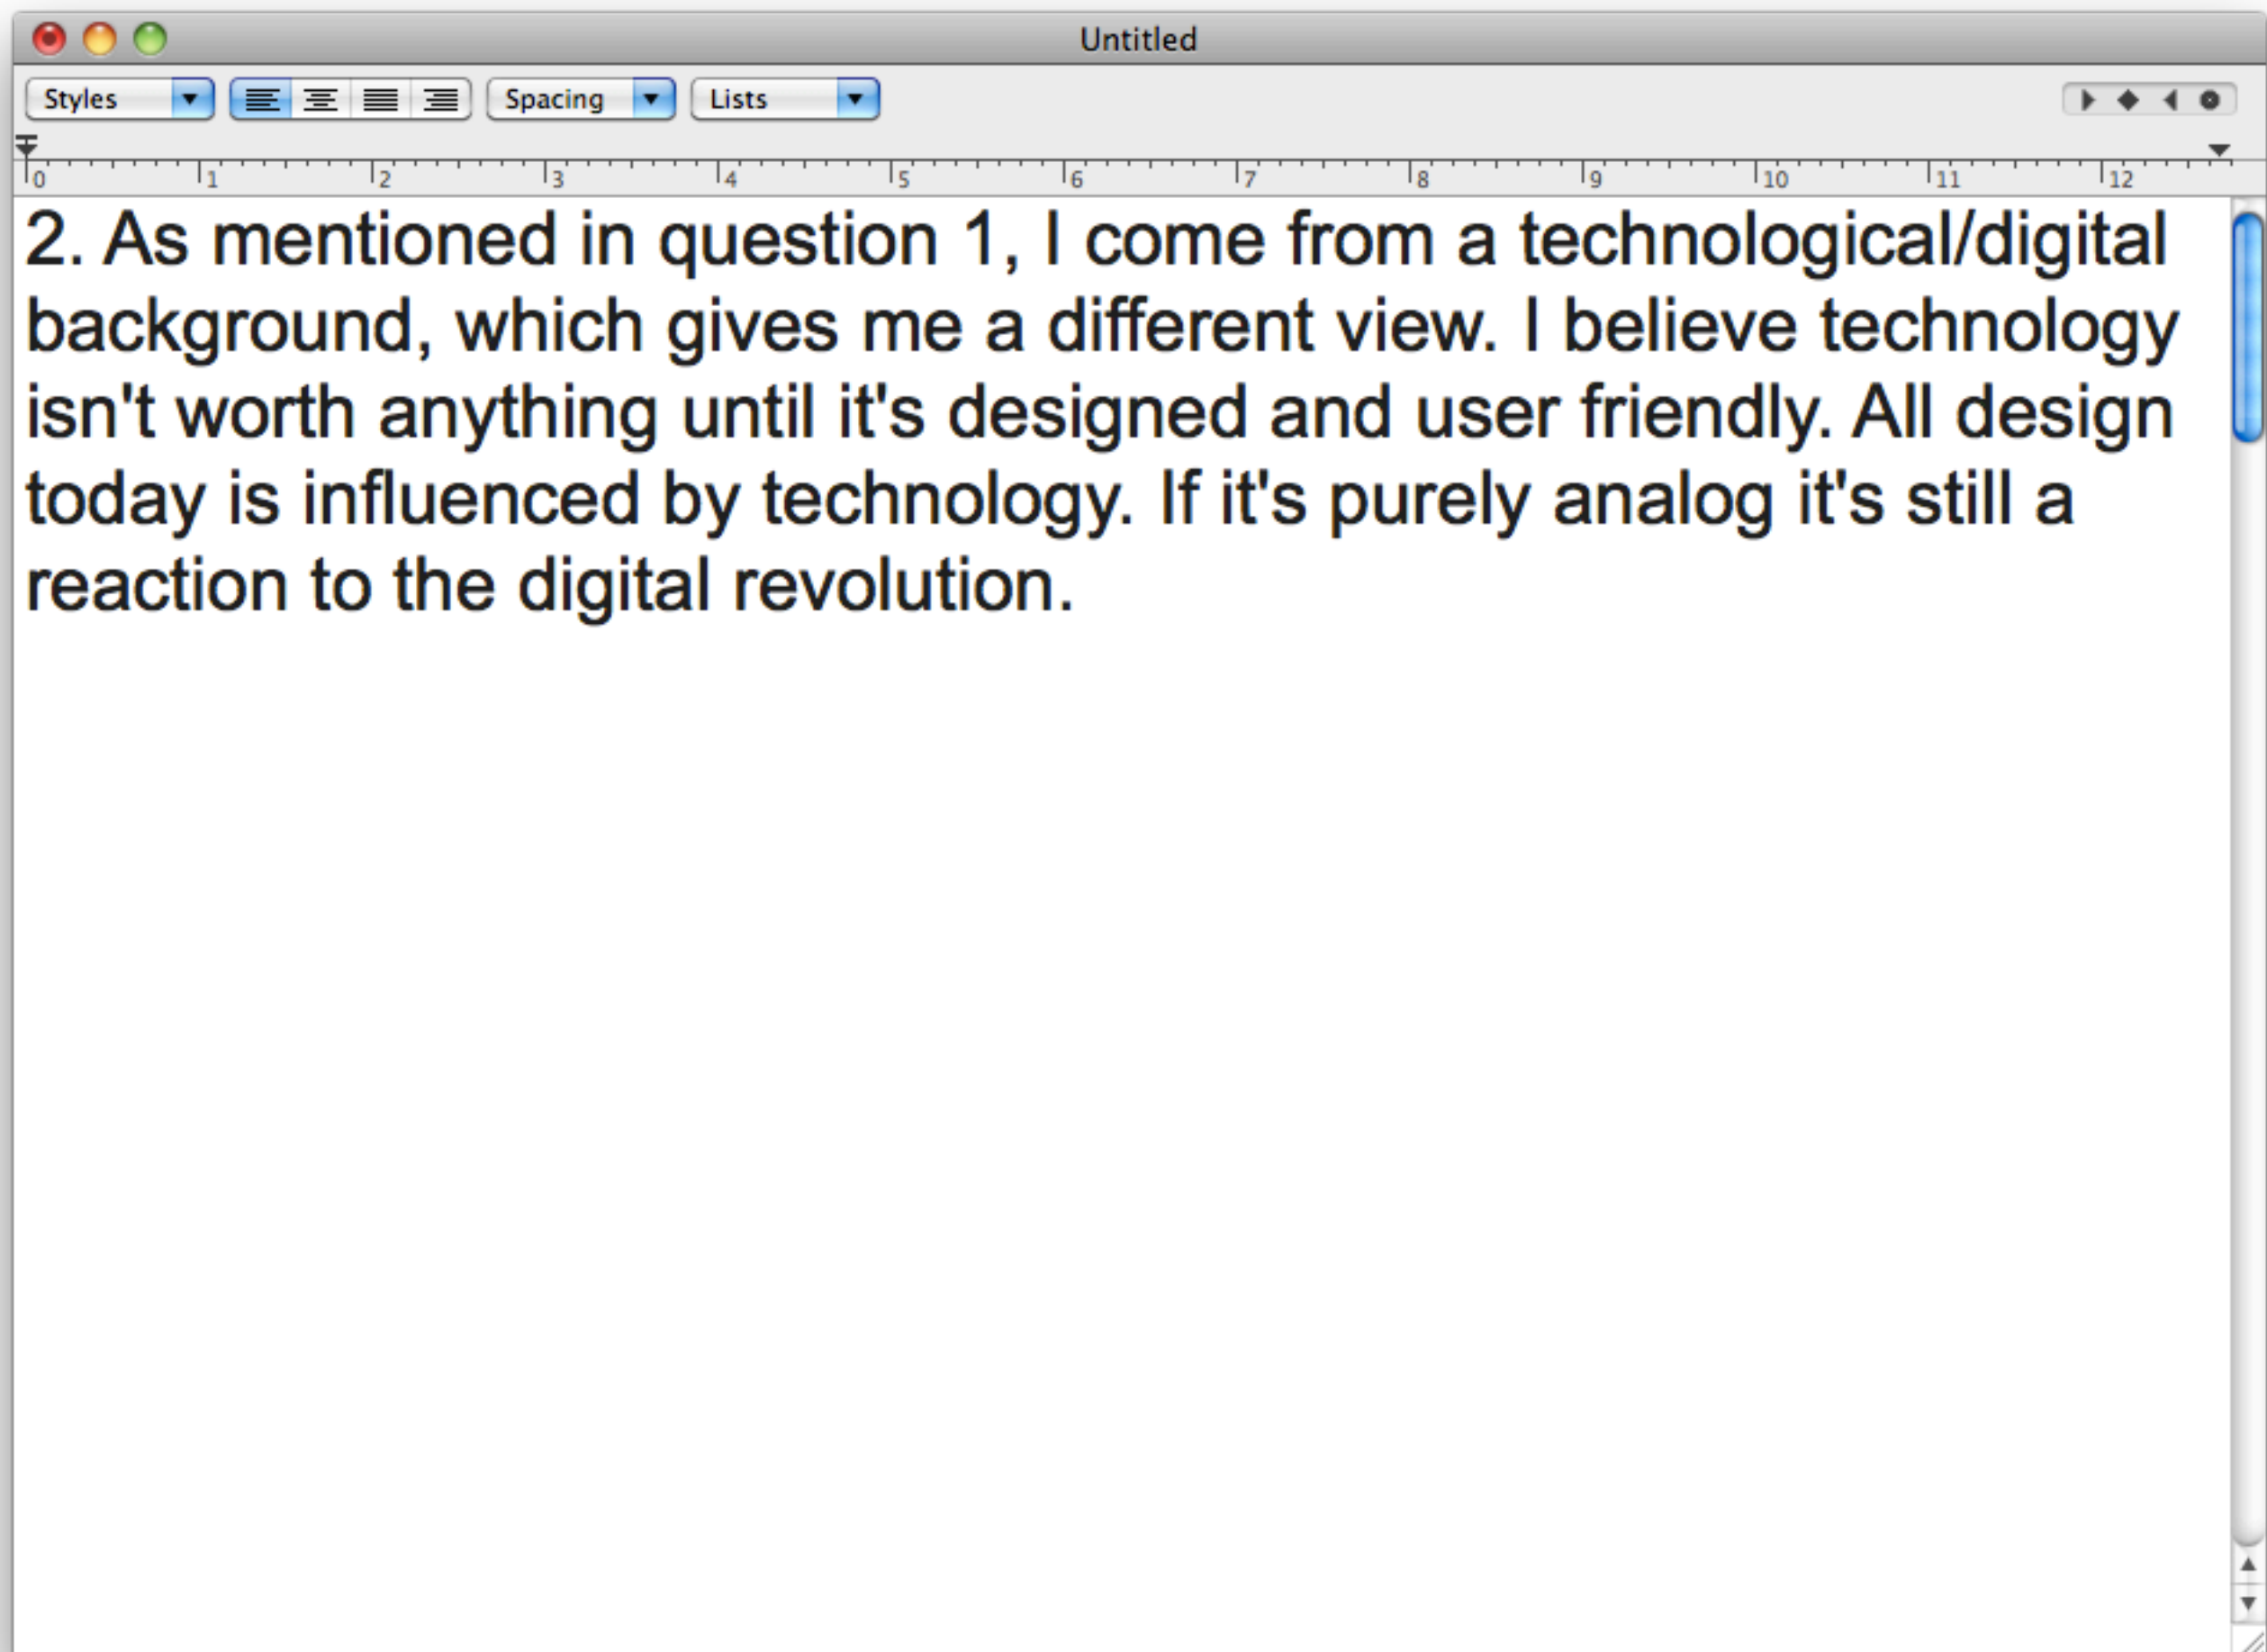 Untitled
Styles Spacing Lists
0 1 2 3 4 5 6 7 8 9 10 11 12
2. As mentioned in question 1, I come from a technological/digital
background, which gives me a different view. I believe technology
isn't worth anything until it's designed and user friendly. All design
today is influenced by technology. If it's purely analog it's still a
reaction to the digital revolution.